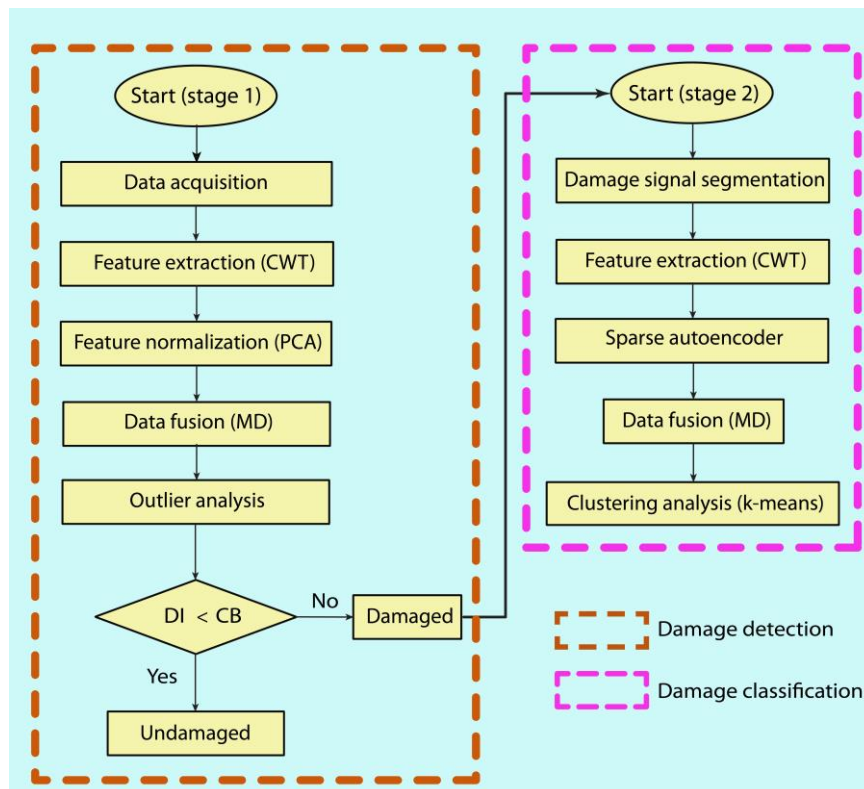 Start (stage 1)
Data acquisition
Feature extraction (CWT)
Feature normalization (PCA)
Data fusion (MD)
Outlier analysis
DI < CB
No
Damaged
Yes
Undamaged
Start (stage 2)
Damage signal segmentation
Feature extraction (CWT)
Sparse autoencoder
Data fusion (MD)
Clustering analysis (k-means)
Damage detection
Damage classification